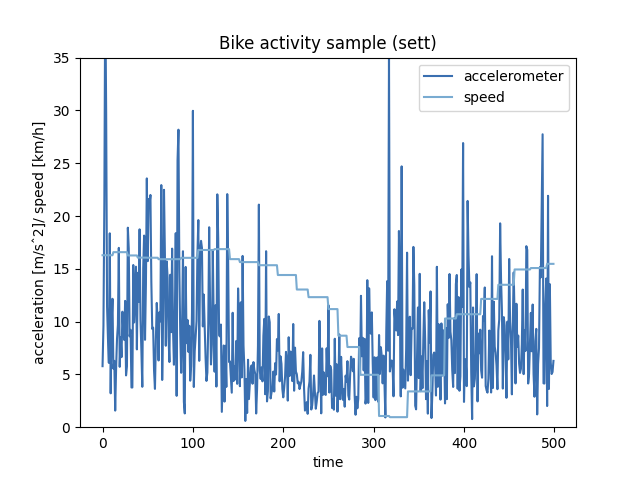 Bike activity sample (sett)
accelerometer
speed
35
30
25
20
15
10
5
0
acceleration [m/s^2]/ speed [km/h]
0 100 200 300 400 500
time